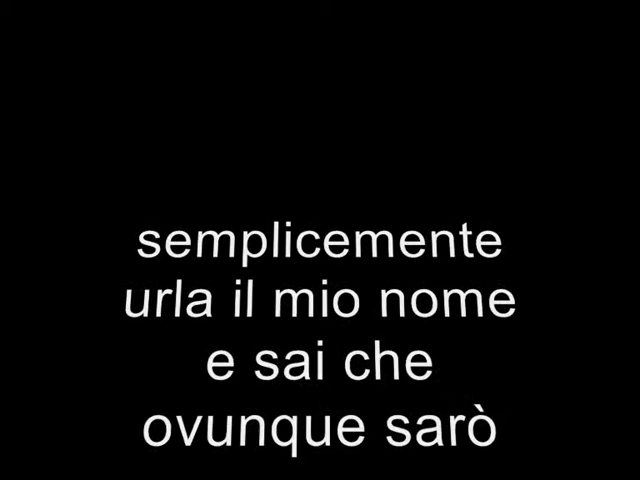 semplicemente
urla il mio nome
e sai che
ovunque sarò